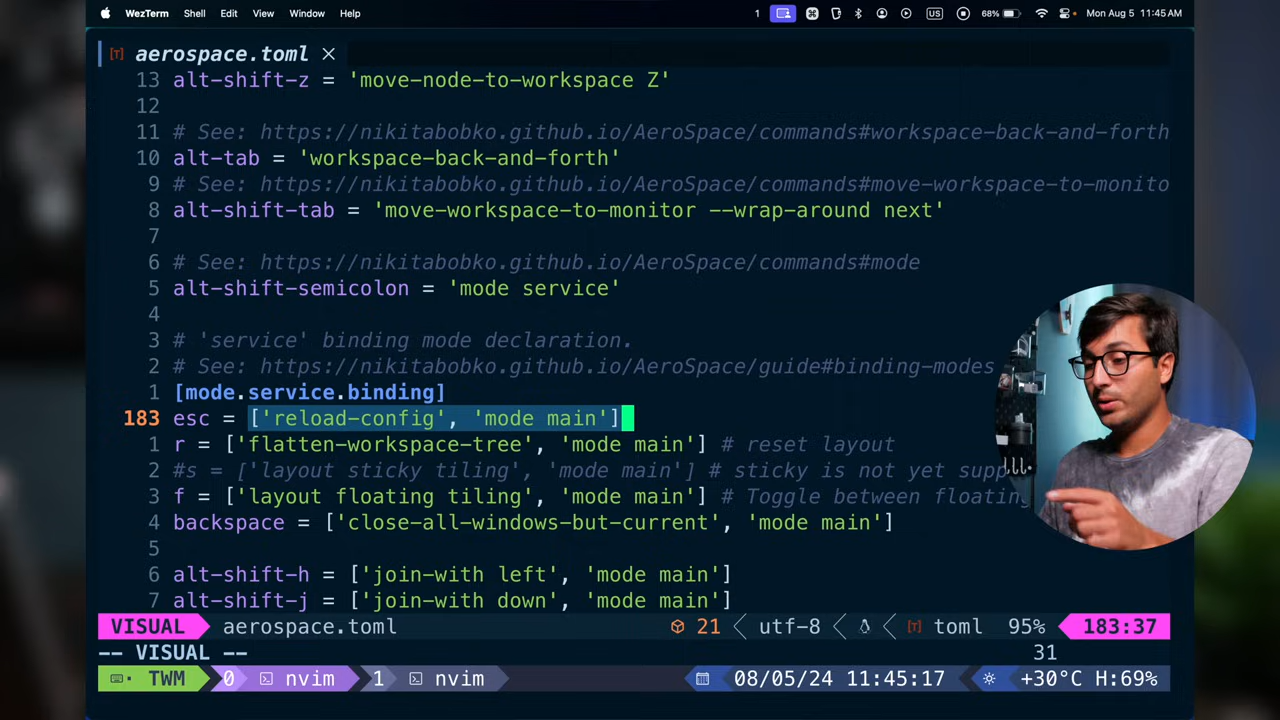 WezTerm Shell Edit View Window Help 1 US 68% Mon Aug 5 11:45 AM
[T] aerospace.toml ×
13 alt-shift-z = 'move-node-to-workspace Z'
12
11 # See: https://nikitabobko.github.io/AeroSpace/commands#workspace-back-and-forth
10 alt-tab = 'workspace-back-and-forth'
9 # See: https://nikitabobko.github.io/AeroSpace/commands#move-workspace-to-monito
8 alt-shift-tab = 'move-workspace-to-monitor --wrap-around next'
7
6 # See: https://nikitabobko.github.io/AeroSpace/commands#mode
5 alt-shift-semicolon = 'mode service'
4
3 # 'service' binding mode declaration.
2 # See: https://nikitabobko.github.io/AeroSpace/guide#binding-modes
1 [mode.service.binding]
183 esc = ['reload-config', 'mode main']
1 r = ['flatten-workspace-tree', 'mode main'] # reset layout
2 #s = ['layout sticky tiling', 'mode main'] # sticky is not yet supp
3 f = ['layout floating tiling', 'mode main'] # Toggle between floating
4 backspace = ['close-all-windows-but-current', 'mode main']
5
6 alt-shift-h = ['join-with left', 'mode main']
7 alt-shift-j = ['join-with down', 'mode main']
VISUAL aerospace.toml 21 utf-8 [T] toml 95% 183:37
-- VISUAL -- 31
TWM 0 nvim 1 nvim 08/05/24 11:45:17 +30°C H:69%